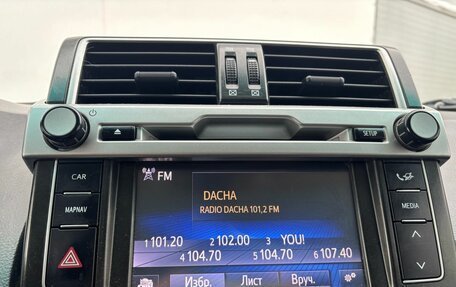 CAR
MAPNAV
SETUP
MEDIA
FM
DACHA
RADIO DACHA 101,2 FM
1 101.20 2 102.00 3 YOU!
4 104.70 5 104.70 6 107.40
Избр. Лист Вруч.